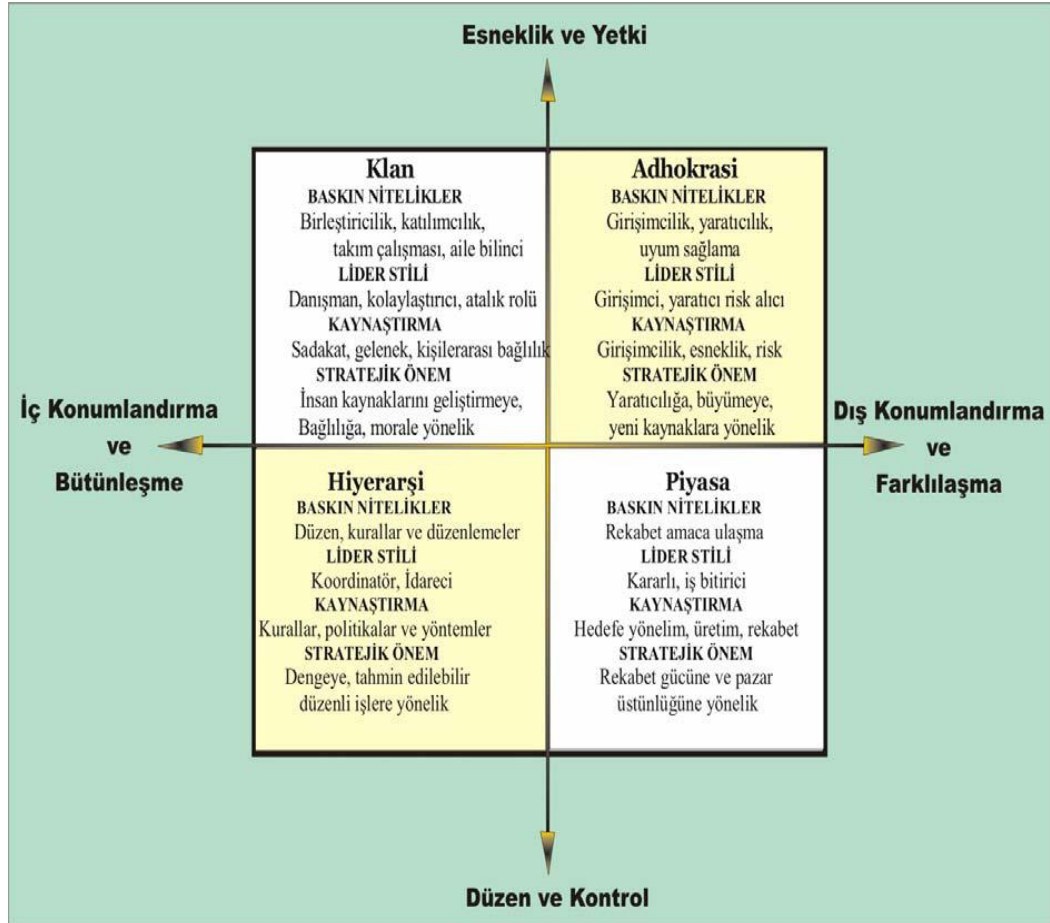 Esneklik ve Yetki
Klan
BASKIN NİTELİKLER
Birleştiricilik, katılımcılık,
takım çalışması, aile bilinci
LİDER STİLİ
Danışman, kolaylaştırıcı, atalık rolü
KAYNAŞTIRMA
Sadakat, gelenek, kişilerarası bağlılık
STRATEJİK ÖNEM
İnsan kaynaklarını geliştirmeye,
Bağlılığa, morale yönelik
Adhokrasi
BASKIN NİTELİKLER
Girişimcilik, yaratıcılık,
uyum sağlama
LİDER STİLİ
Girişimci, yaratıcı risk alıcı
KAYNAŞTIRMA
Girişimcilik, esneklik, risk
STRATEJİK ÖNEM
Yaratıcılığa, büyümeye,
yeni kaynaklara yönelik
İç Konumlandırma
ve
Bütünleşme
Dış Konumlandırma
ve
Farklılaşma
Hiyerarşi
BASKIN NİTELİKLER
Düzen, kurallar ve düzenlemeler
LİDER STİLİ
Koordinatör, İdareci
KAYNAŞTIRMA
Kurallar, politikalar ve yöntemler
STRATEJİK ÖNEM
Dengeye, tahmin edilebilir
düzenli işlere yönelik
Piyasa
BASKIN NİTELİKLER
Rekabet amaca ulaşma
LİDER STİLİ
Kararlı, iş bitirici
KAYNAŞTIRMA
Hedefe yönelim, üretim, rekabet
STRATEJİK ÖNEM
Rekabet gücüne ve pazar
üstünlüğüne yönelik
Düzen ve Kontrol